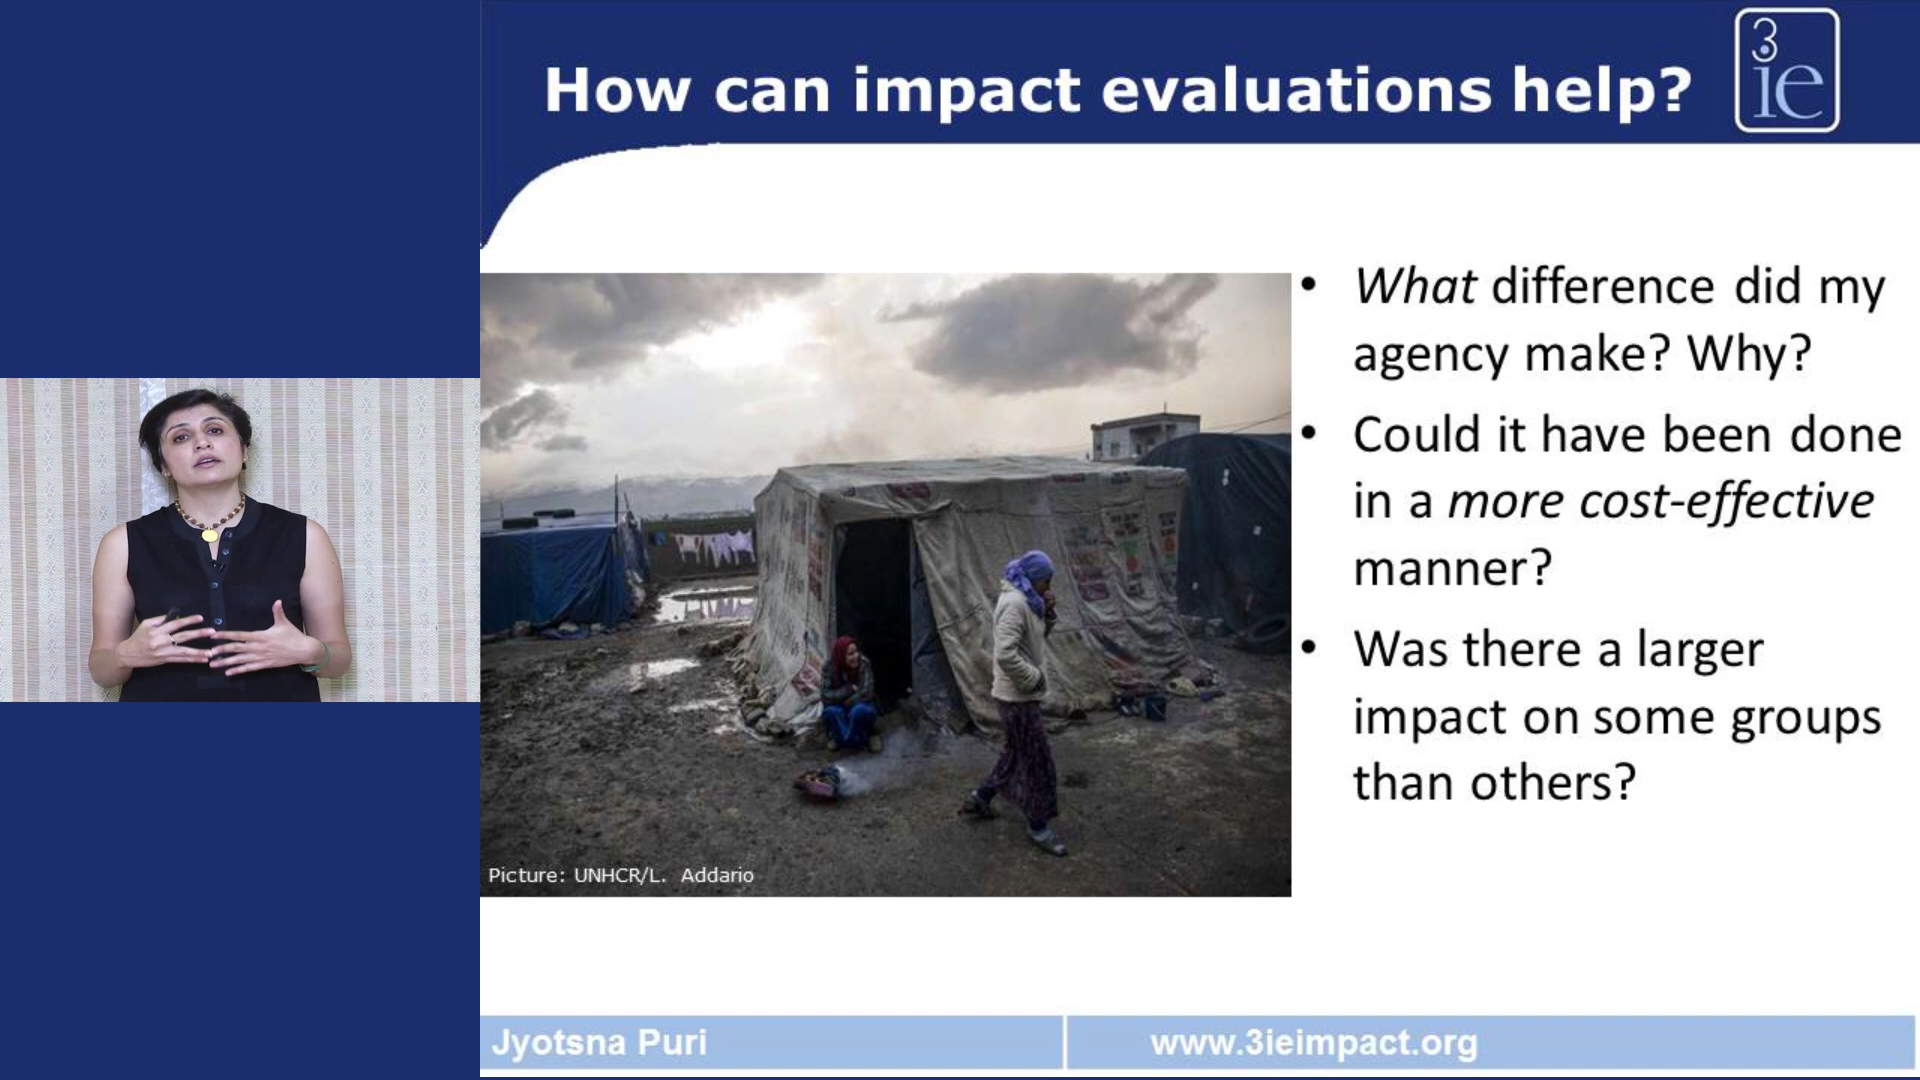 How can impact evaluations help?
3
ie
• What difference did my
agency make? Why?
• Could it have been done
in a more cost-effective
manner?
• Was there a larger
impact on some groups
than others?
Picture: UNHCR/L. Addario
Jyotsna Puri
www.3ieimpact.org